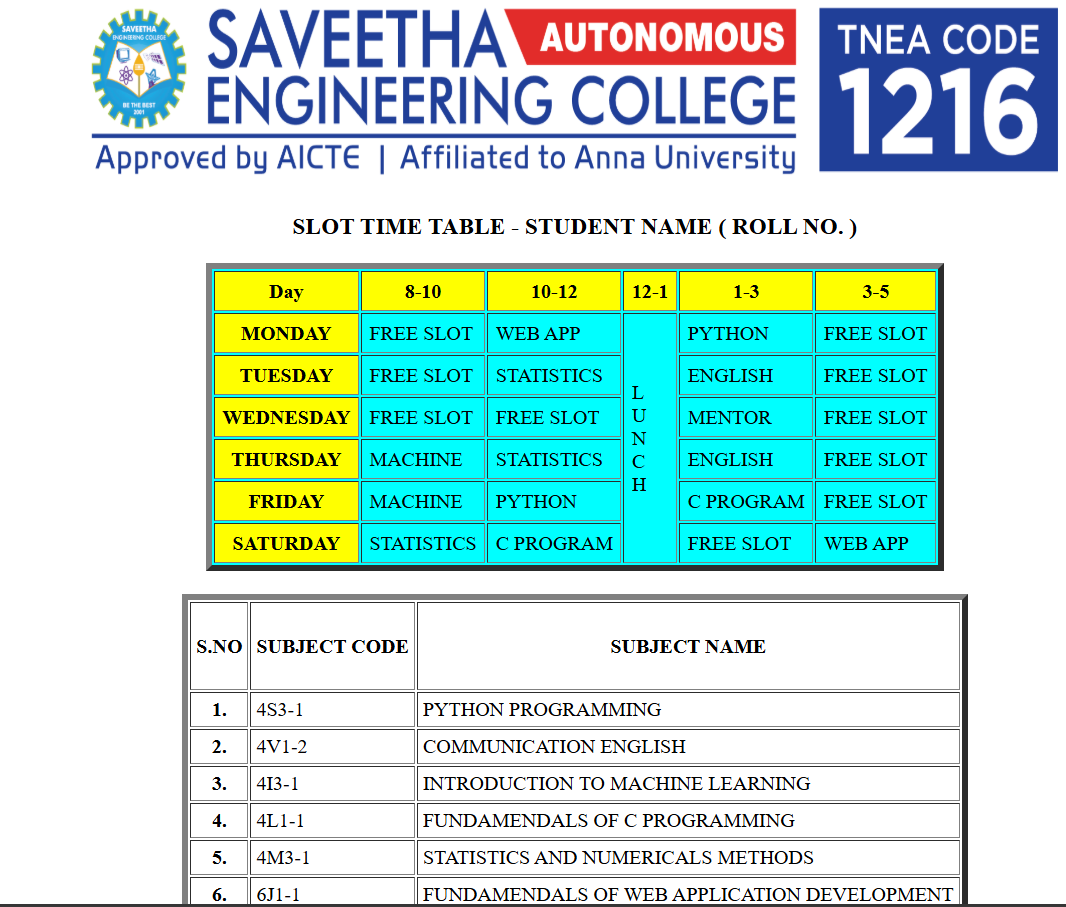 SAVEETHA
ENGINEERING COLLEGE
BE THE BEST
2001
SAVEETHA AUTONOMOUS
ENGINEERING COLLEGE
Approved by AICTE | Affiliated to Anna University
TNEA CODE
1216
SLOT TIME TABLE - STUDENT NAME ( ROLL NO. )
Day 8-10 10-12 12-1 1-3 3-5
MONDAY FREE SLOT WEB APP PYTHON FREE SLOT
TUESDAY FREE SLOT STATISTICS ENGLISH FREE SLOT
WEDNESDAY FREE SLOT FREE SLOT MENTOR FREE SLOT
THURSDAY MACHINE STATISTICS ENGLISH FREE SLOT
FRIDAY MACHINE PYTHON C PROGRAM FREE SLOT
SATURDAY STATISTICS C PROGRAM FREE SLOT WEB APP
L
U
N
C
H
S.NO SUBJECT CODE SUBJECT NAME
1. 4S3-1 PYTHON PROGRAMMING
2. 4V1-2 COMMUNICATION ENGLISH
3. 4I3-1 INTRODUCTION TO MACHINE LEARNING
4. 4L1-1 FUNDAMENDALS OF C PROGRAMMING
5. 4M3-1 STATISTICS AND NUMERICALS METHODS
6. 6J1-1 FUNDAMENDALS OF WEB APPLICATION DEVELOPMENT